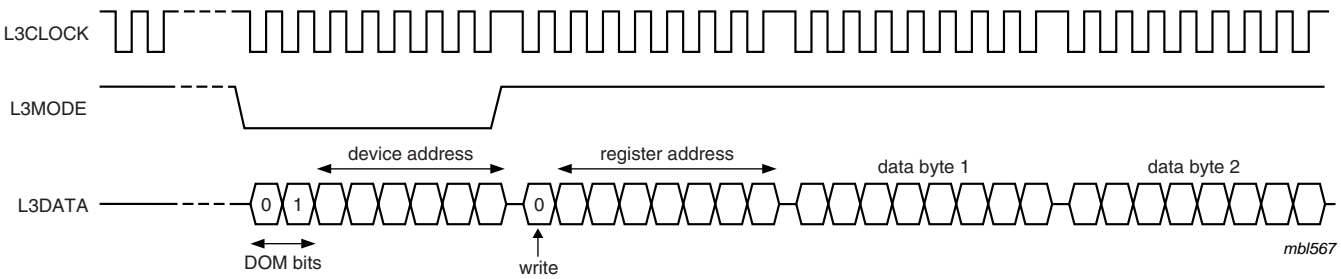 L3CLOCK
L3MODE
device address
register address
data byte 1
data byte 2
L3DATA
0
1
0
DOM bits
write
mbl567